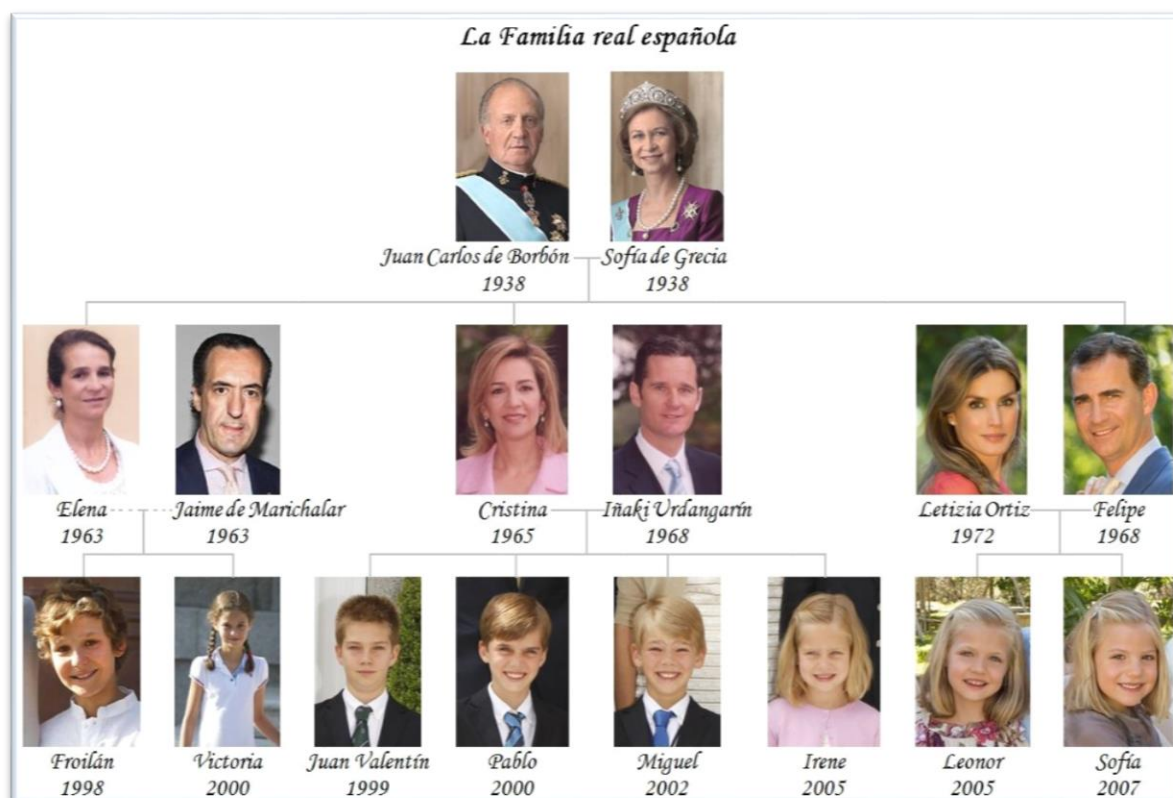 La Familia real española
Juan Carlos de Borbón
1938
Sofía de Grecia
1938
Elena
1963
Jaime de Marichalar
1963
Cristina
1965
Iñaki Urdangarín
1968
Letizia Ortiz
1972
Felipe
1968
Froilán
1998
Victoria
2000
Juan Valentín
1999
Pablo
2000
Miguel
2002
Irene
2005
Leonor
2005
Sofía
2007